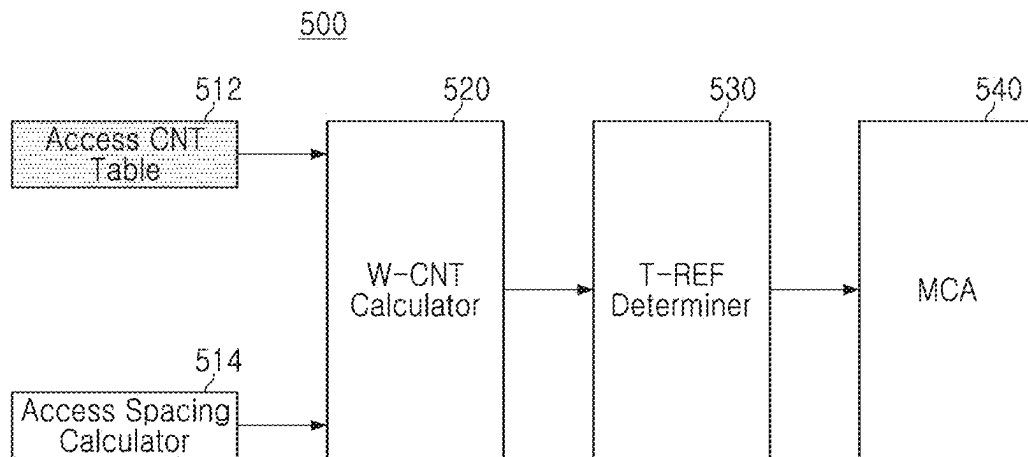 500
512
520
530
540
Access CNT
Table
W-CNT
Calculator
T-REF
Determiner
MCA
514
Access Spacing
Calculator